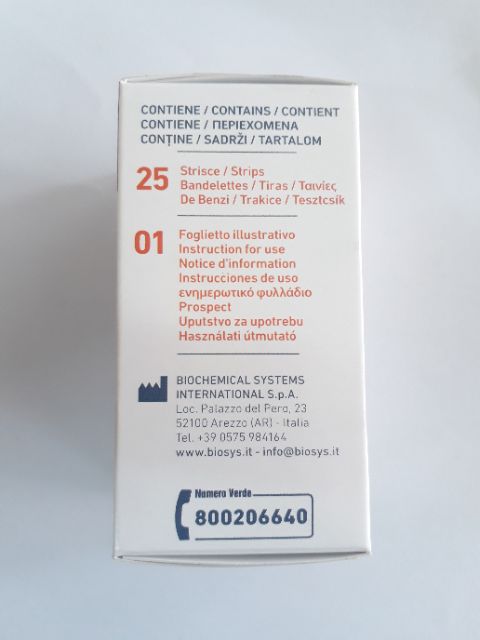 CONTIENE / CONTAINS / CONTIENT
CONTIENE / ΠΕΡΙΕΧΟΜΕΝΑ
CONȚINE / SADRŽI / TARTALOM
25 Strisce / Strips
Bandelettes / Tiras / Ταινίες
De Benzi / Trakice / Tesztcsík
01 Foglietto illustrativo
Instruction for use
Notice d'information
Instrucciones de uso
ενημερωτικό φυλλάδιο
Prospect
Uputstvo za upotrebu
Használati útmutató
BIOCHEMICAL SYSTEMS
INTERNATIONAL S.p.A.
Loc. Palazzo del Pero, 23
52100 Arezzo (AR) - Italia
Tel. +39 0575 984164
www.biosys.it - info@biosys.it
Numero Verde
800206640